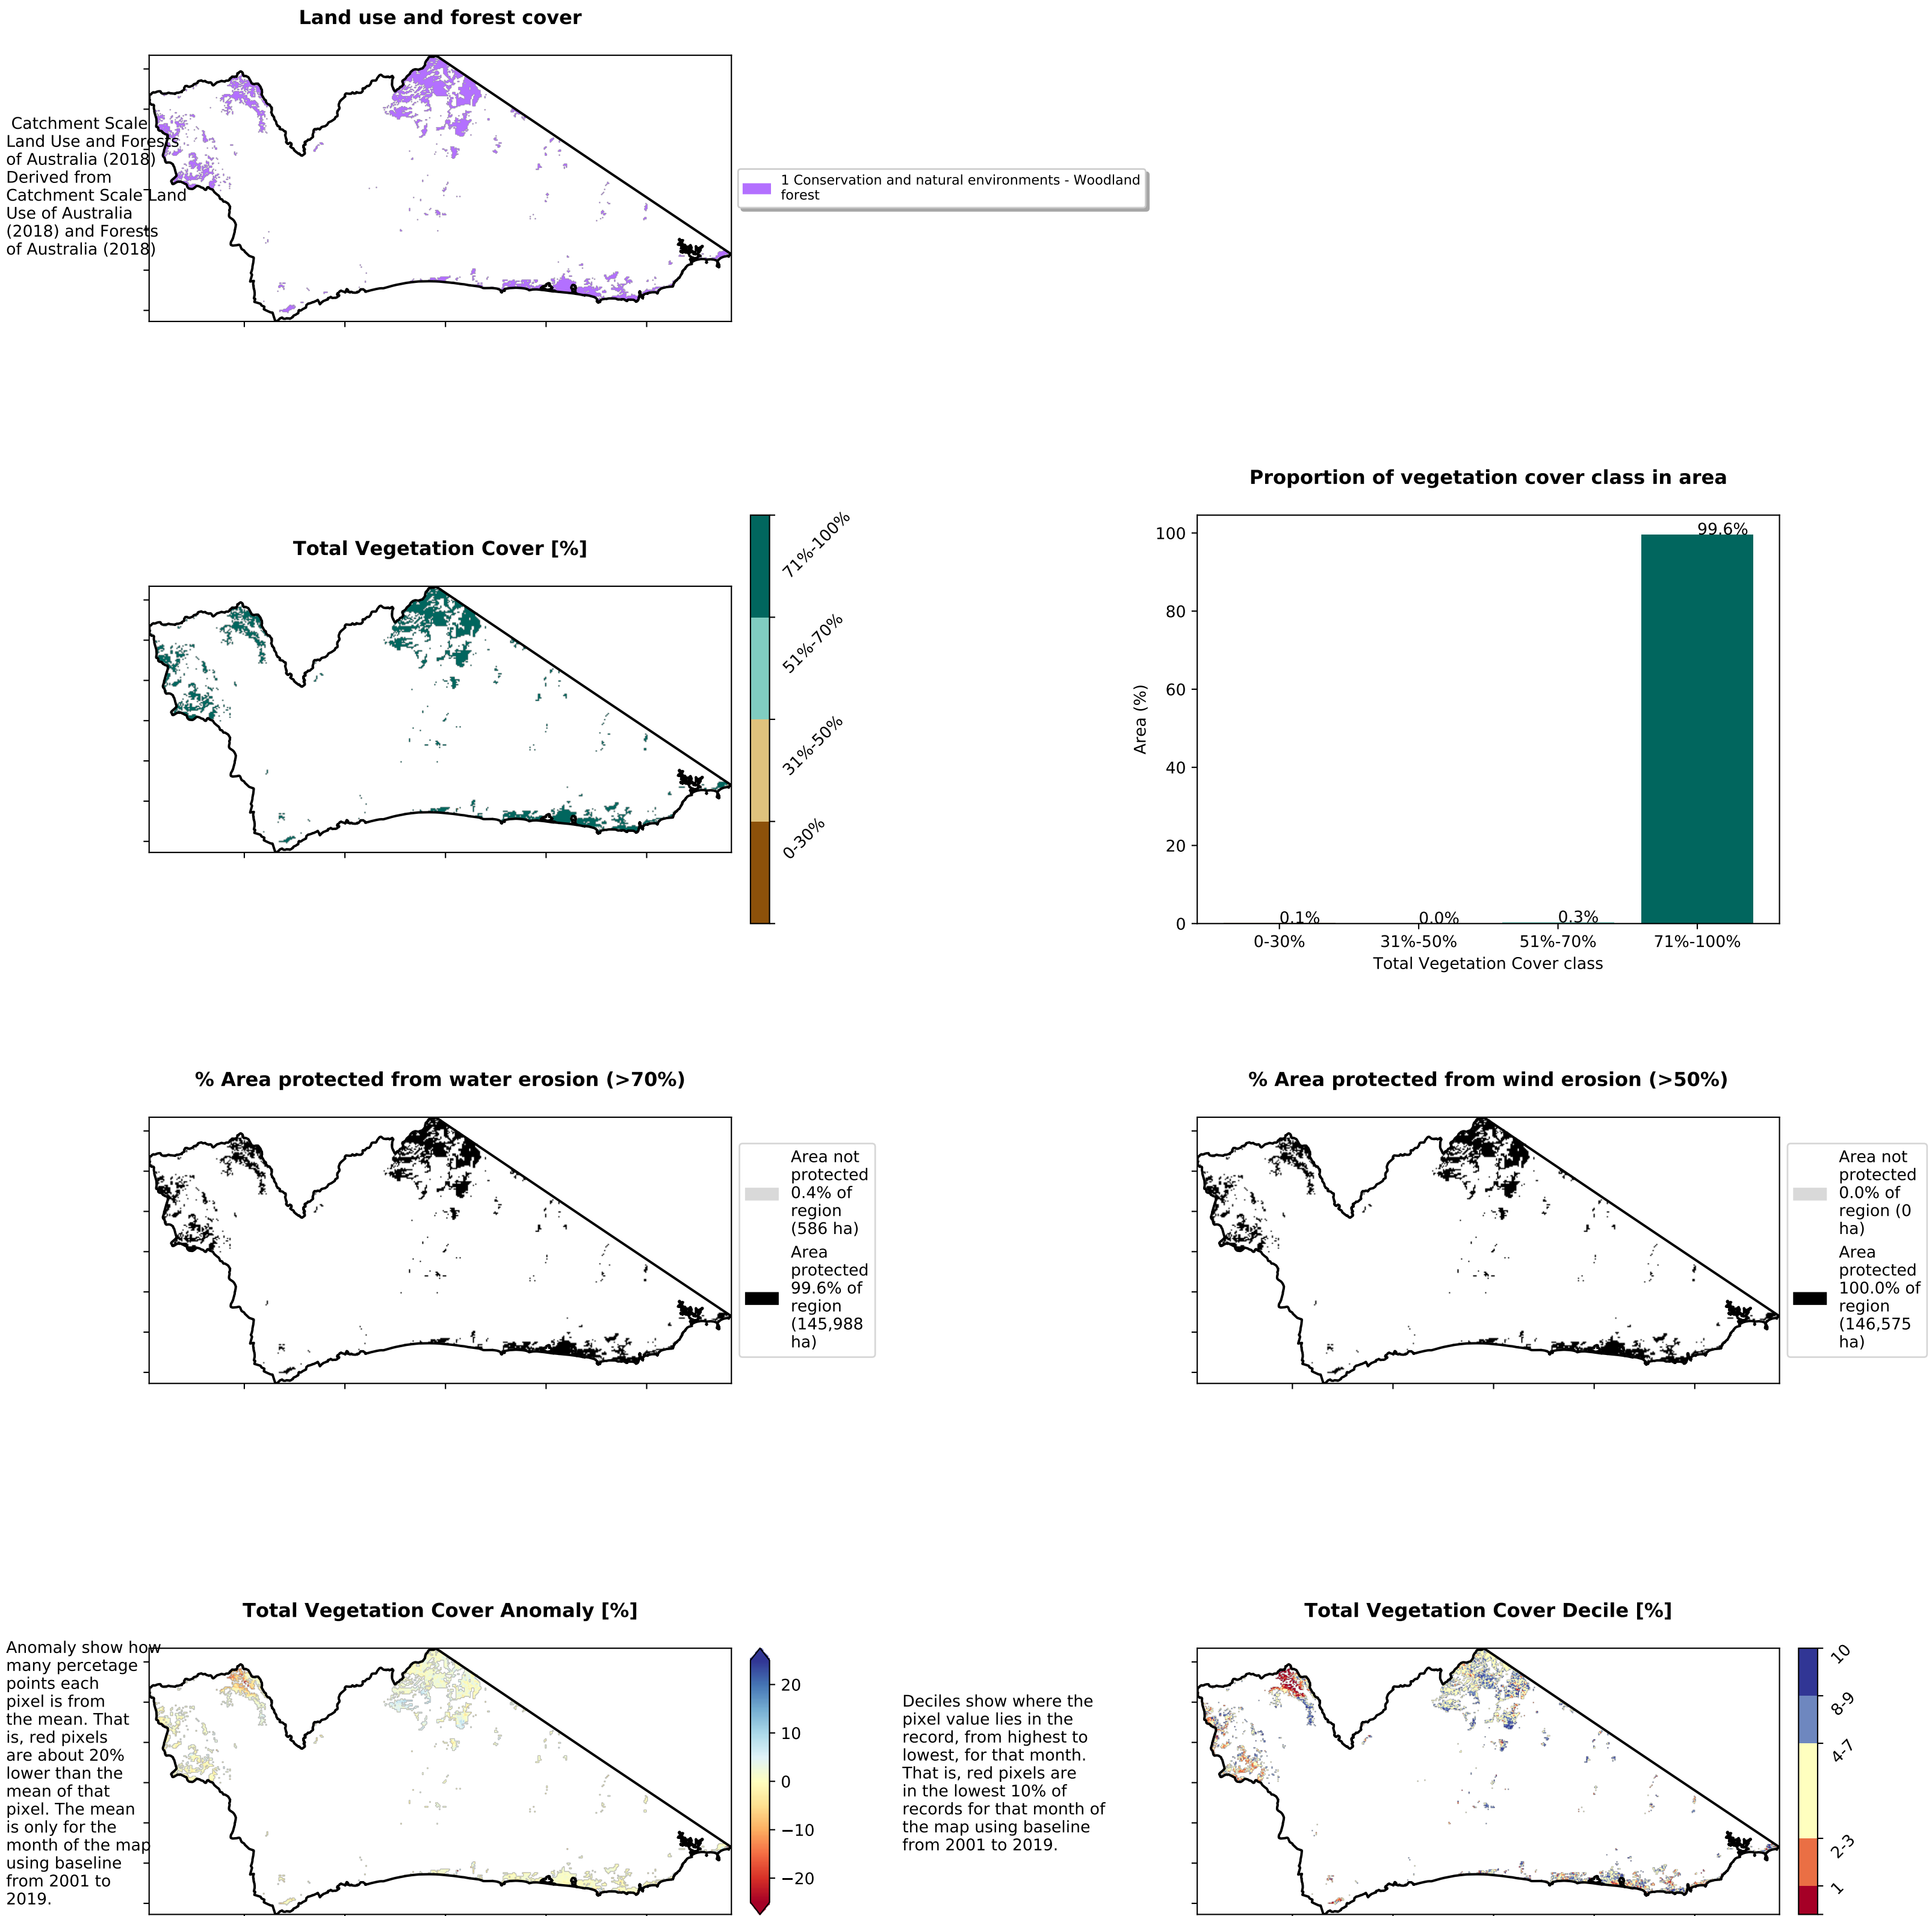 Land use and forest cover
Catchment Scale
Land Use and Forests
of Australia (2018)
Derived from
Catchment Scale Land
Use of Australia
(2018) and Forests
of Australia (2018)
1 Conservation and natural environments - Woodland
forest
Total Vegetation Cover [%]
71%-100%
51%-70%
31%-50%
0-30%
Proportion of vegetation cover class in area
Area (%)
100
80
60
40
20
0
0.1%
0.0%
0.3%
99.6%
0-30%
31%-50%
51%-70%
71%-100%
Total Vegetation Cover class
% Area protected from water erosion (>70%)
Area not
protected
0.4% of
region
(586 ha)
Area
protected
99.6% of
region
(145,988
ha)
% Area protected from wind erosion (>50%)
Area not
protected
0.0% of
region (0
ha)
Area
protected
100.0% of
region
(146,575
ha)
Total Vegetation Cover Anomaly [%]
Anomaly show how
many percetage
points each
pixel is from
the mean. That
is, red pixels
are about 20%
lower than the
mean of that
pixel. The mean
is only for the
month of the map
using baseline
from 2001 to
2019.
20
10
0
−10
−20
Total Vegetation Cover Decile [%]
Deciles show where the
pixel value lies in the
record, from highest to
lowest, for that month.
That is, red pixels are
in the lowest 10% of
records for that month of
the map using baseline
from 2001 to 2019.
10
8-9
4-7
2-3
1